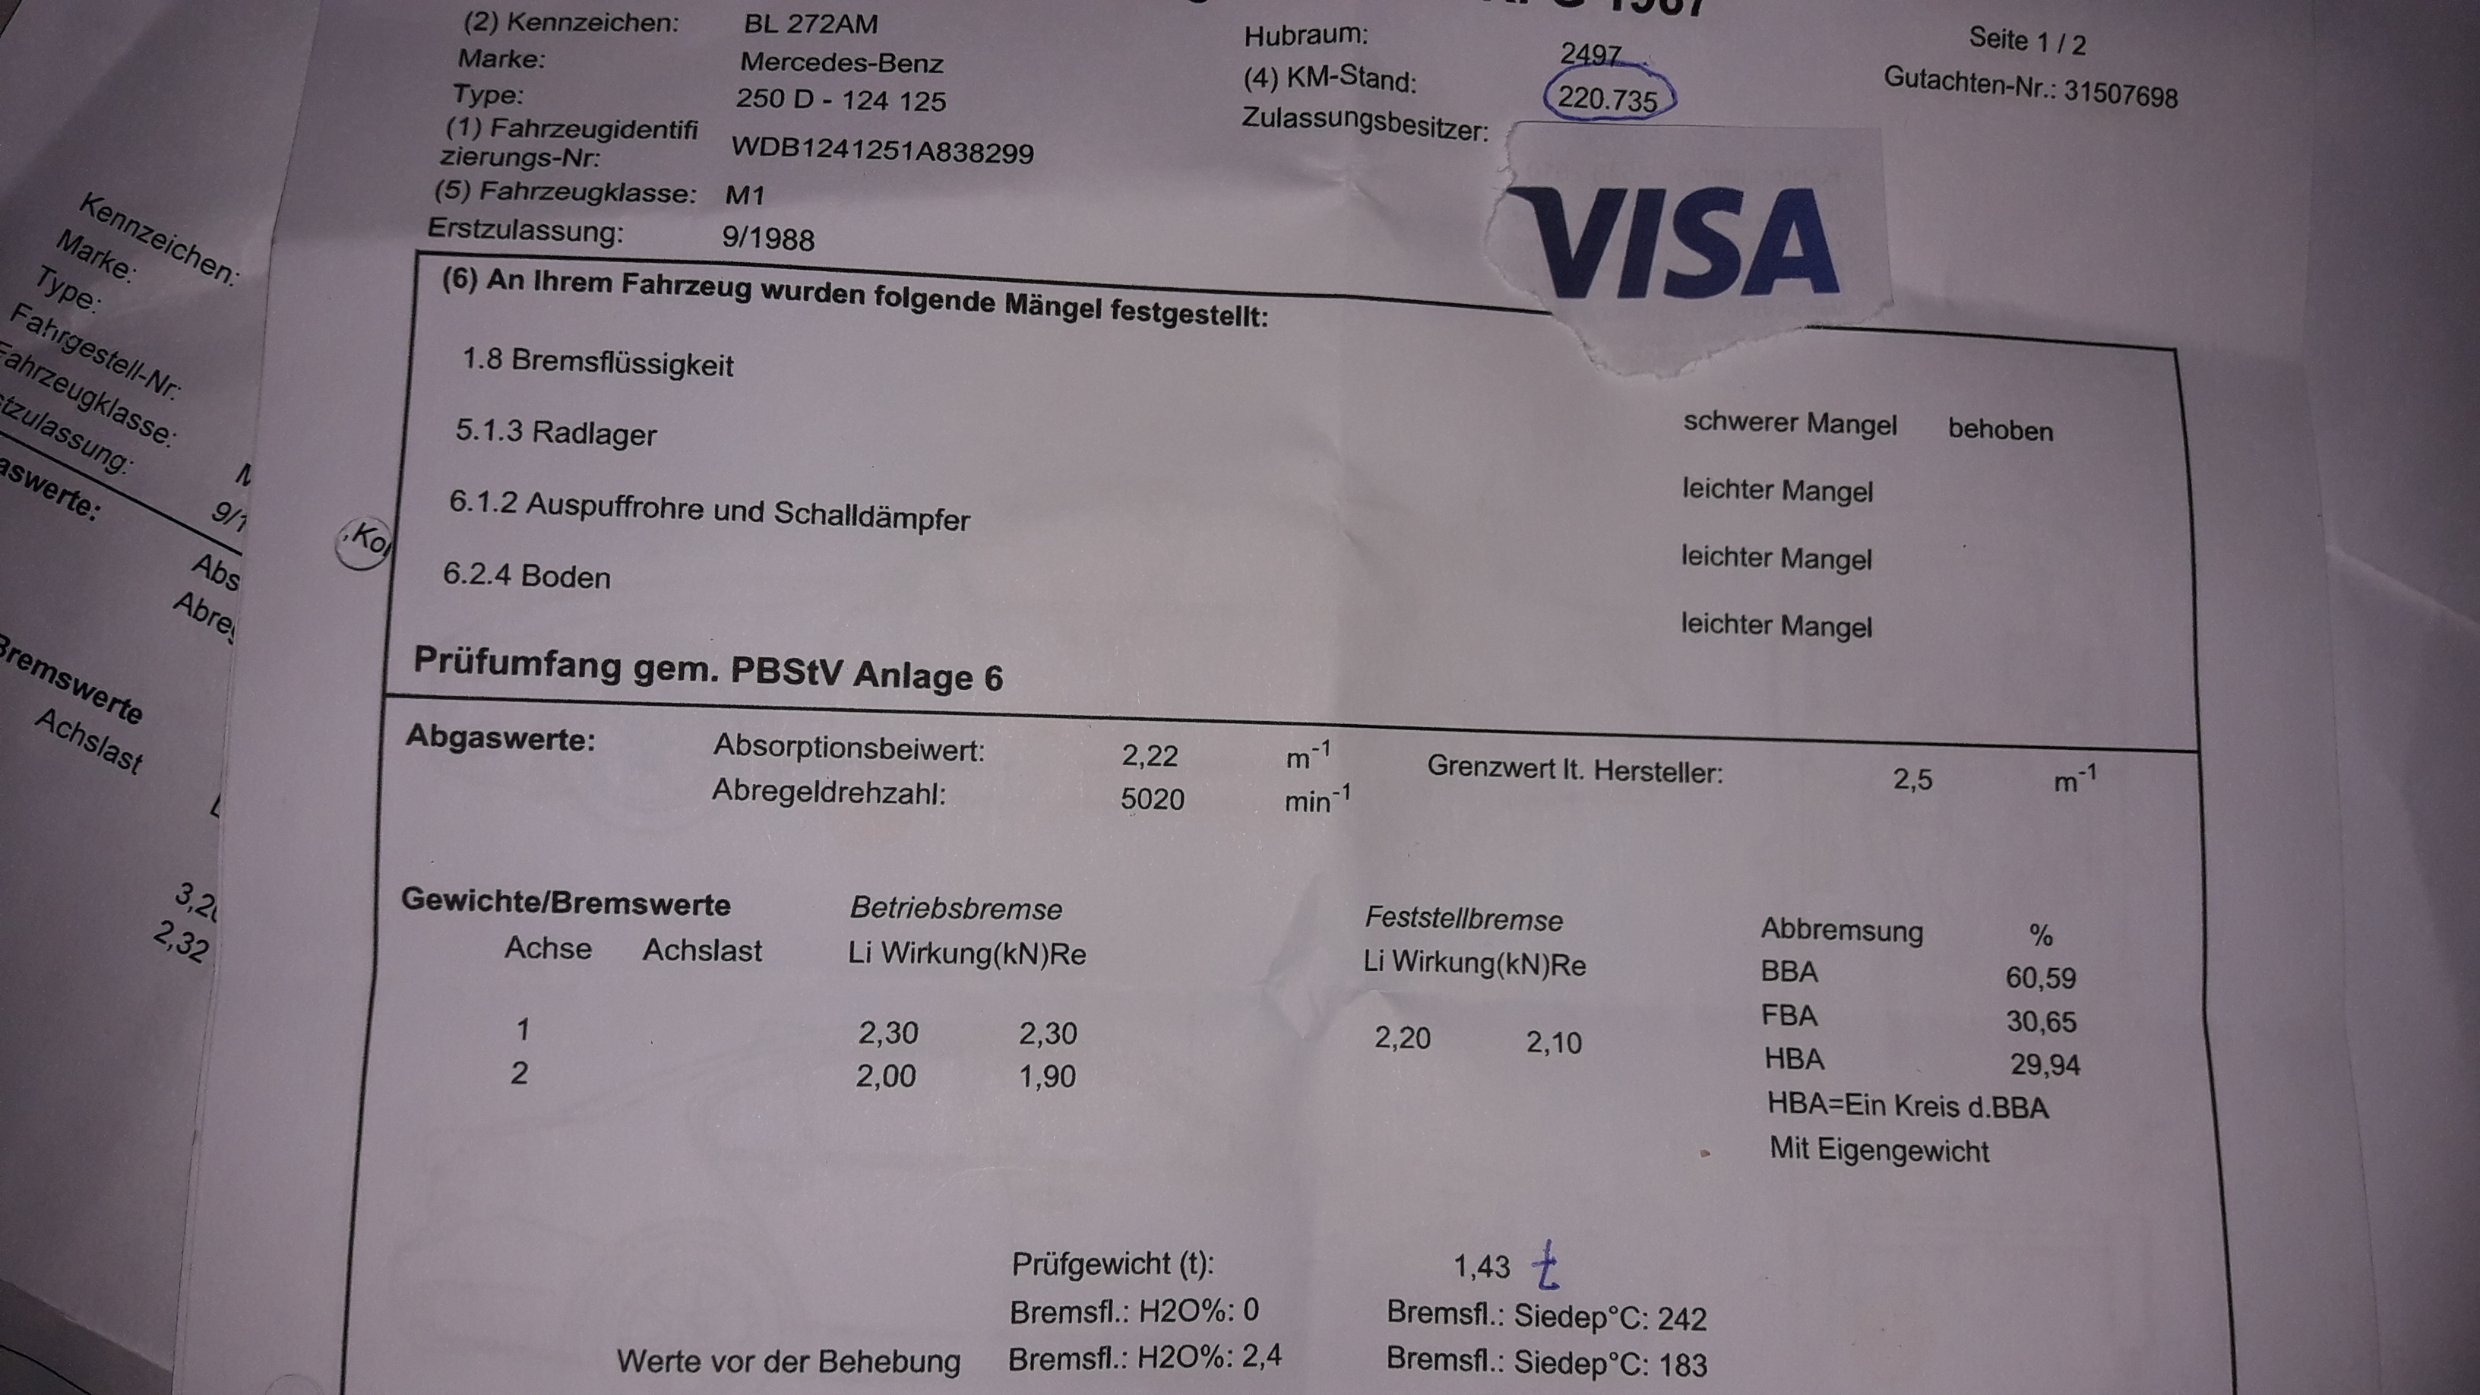 (2) Kennzeichen: BL 272AM
Hubraum: 2497
Seite 1 / 2
Marke: Mercedes-Benz
(4) KM-Stand: 220.735
Gutachten-Nr.: 31507698
Type: 250 D - 124 125
Zulassungsbesitzer:
(1) Fahrzeugidentifi
zierungs-Nr: WDB1241251A838299
(5) Fahrzeugklasse: M1
Erstzulassung: 9/1988
VISA
(6) An Ihrem Fahrzeug wurden folgende Mängel festgestellt:
1.8 Bremsflüssigkeit
schwerer Mangel behoben
5.1.3 Radlager
leichter Mangel
6.1.2 Auspuffrohre und Schalldämpfer
leichter Mangel
6.2.4 Boden
leichter Mangel
Prüfumfang gem. PBStV Anlage 6
Abgaswerte: Absorptionsbeiwert: 2,22 m-1 Grenzwert lt. Hersteller: 2,5 m-1
Abregeldrehzahl: 5020 min-1
Gewichte/Bremswerte Betriebsbremse Feststellbremse Abbremsung %
Achse Achslast Li Wirkung(kN)Re Li Wirkung(kN)Re BBA 60,59
FBA 30,65
1 2,30 2,30 2,20 2,10
HBA 29,94
2 2,00 1,90
HBA=Ein Kreis d.BBA
Mit Eigengewicht
Prüfgewicht (t): 1,43 t
Bremsfl.: H2O%: 0 Bremsfl.: Siedep°C: 242
Werte vor der Behebung Bremsfl.: H2O%: 2,4 Bremsfl.: Siedep°C: 183
Kennzeichen:
Marke:
Type:
Fahrgestell-Nr:
Fahrzeugklasse:
Bremswerte
Achslast
2,32